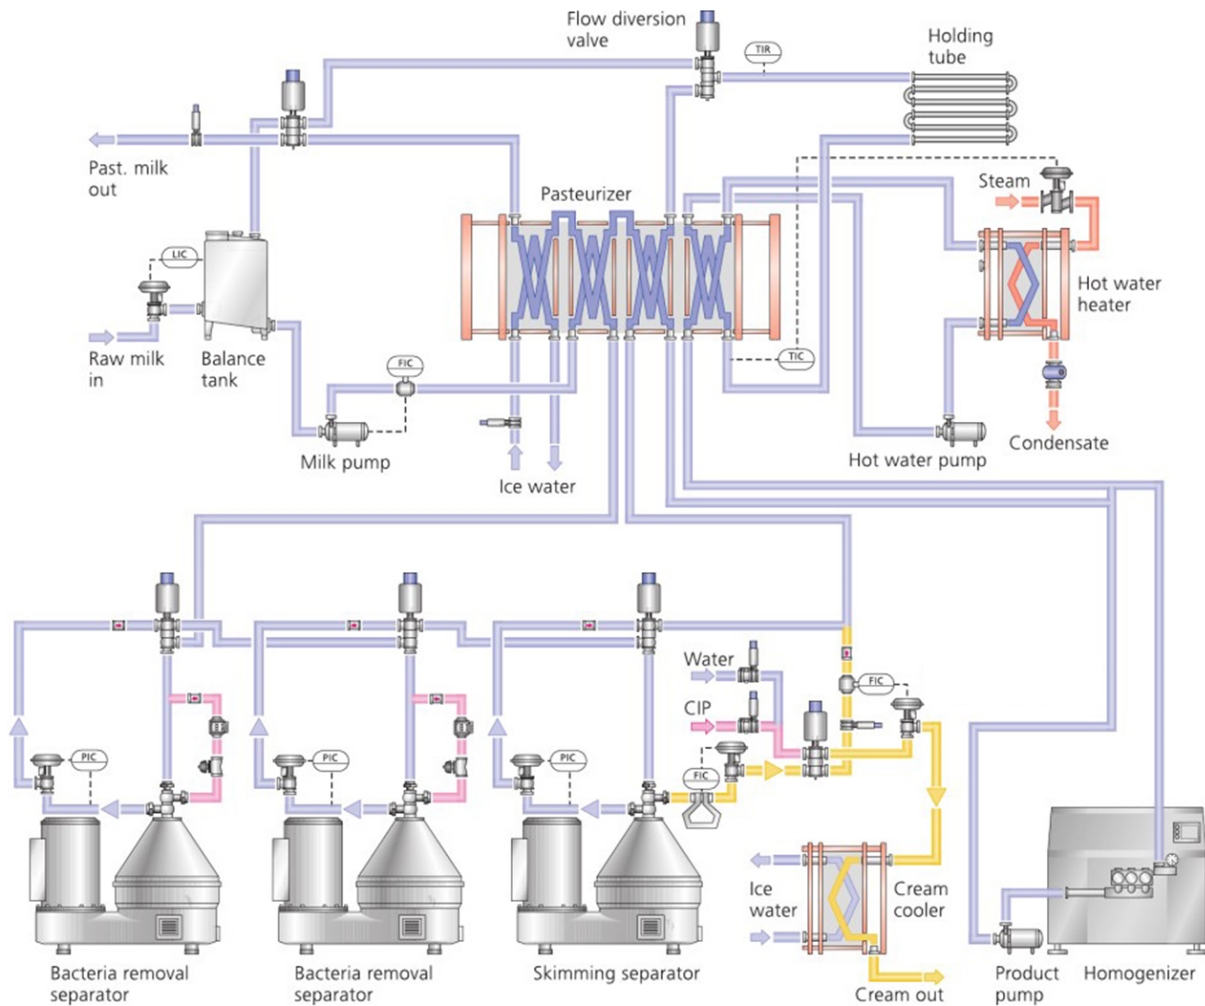 Flow diversion
valve
TIR
Holding
tube
Past. milk
out
Pasteurizer
Steam
LIC
Hot water
heater
Raw milk
in
Balance
tank
FIC
TIC
Milk pump
Ice water
Hot water pump
Condensate
Water
FIC
CIP
PIC
PIC
PIC
FIC
Ice
water
Cream
cooler
Bacteria removal
separator
Bacteria removal
separator
Skimming separator
Cream out
Product
pump
Homogenizer